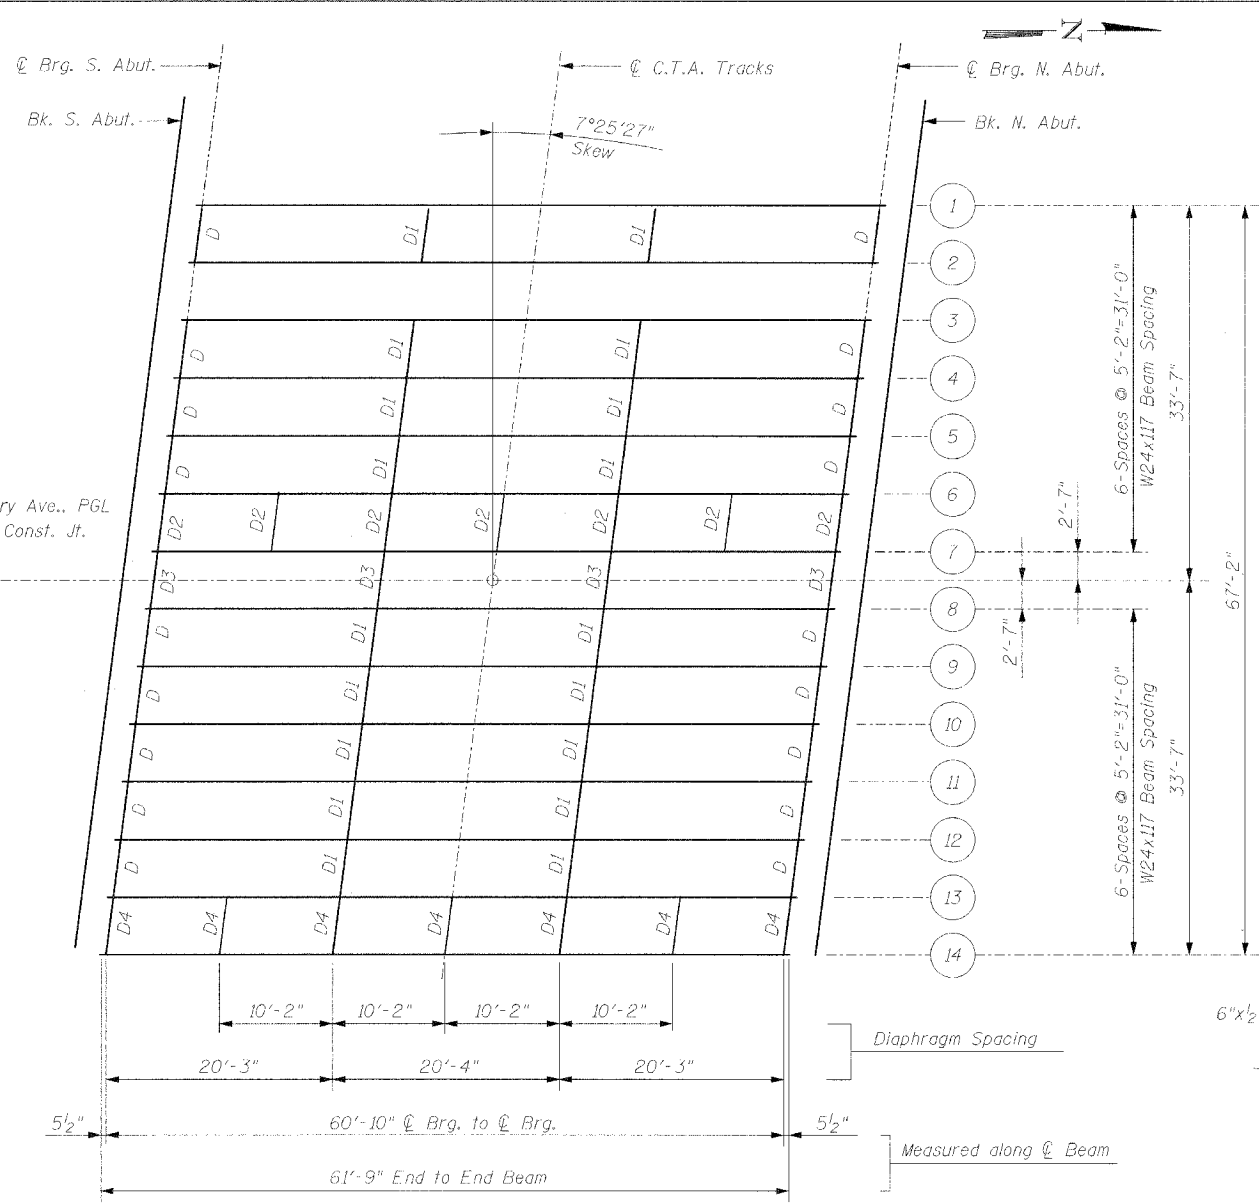 N
℄ Brg. S. Abut.
℄ C.T.A. Tracks
℄ Brg. N. Abut.
Bk. S. Abut.
7°25'27"
Skew
Bk. N. Abut.
1
D D1 D1 D
2
3
D D1 D1 D
4
D D1 D1 D
5
D D1 D1 D
6
ry Ave., PGL
Const. Jt.
D2 D2 D2 D2 D2 D2 D2
7
D3 D3 D3 D3
8
D D1 D1 D
9
D D1 D1 D
10
D D1 D1 D
11
D D1 D1 D
12
D D1 D1 D
13
D4 D4 D4 D4 D4 D4 D4
14
6-Spaces @ 5'-2"=31'-0"
W24x117 Beam Spacing
33'-7"
2'-7"
67'-2"
2'-7"
6-Spaces @ 5'-2"=31'-0"
W24x117 Beam Spacing
33'-7"
10'-2" 10'-2" 10'-2" 10'-2"
6"x½
Diaphragm Spacing
20'-3" 20'-4" 20'-3"
5½" 60'-10" ℄ Brg. to ℄ Brg. 5½"
Measured along ℄ Beam
61'-9" End to End Beam